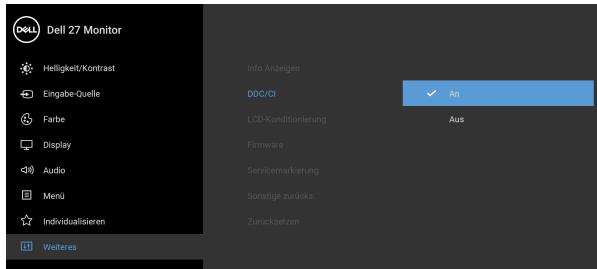 DELL Dell 27 Monitor
Helligkeit/Kontrast
Eingabe-Quelle
Farbe
Display
Audio
Menü
Individualisieren
Weiteres
Info Anzeigen
DDC/CI
LCD-Konditionierung
Firmware
Servicemarkierung
Sonstige zurücks.
Zurücksetzen
An
Aus